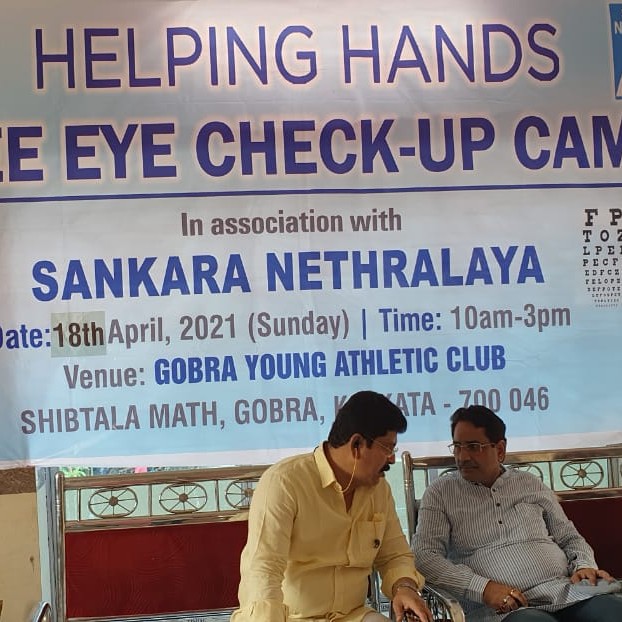 HELPING HANDS
EE EYE CHECK-UP CAM
In association with
SANKARA NETHRALAYA
Date: 18th April, 2021 (Sunday) | Time: 10am-3pm
Venue: GOBRA YOUNG ATHLETIC CLUB
SHIBTALA MATH, GOBRA, K KATA - 700 046
F P
T O Z
L P E
P E C F
E D F C Z
F E L O P